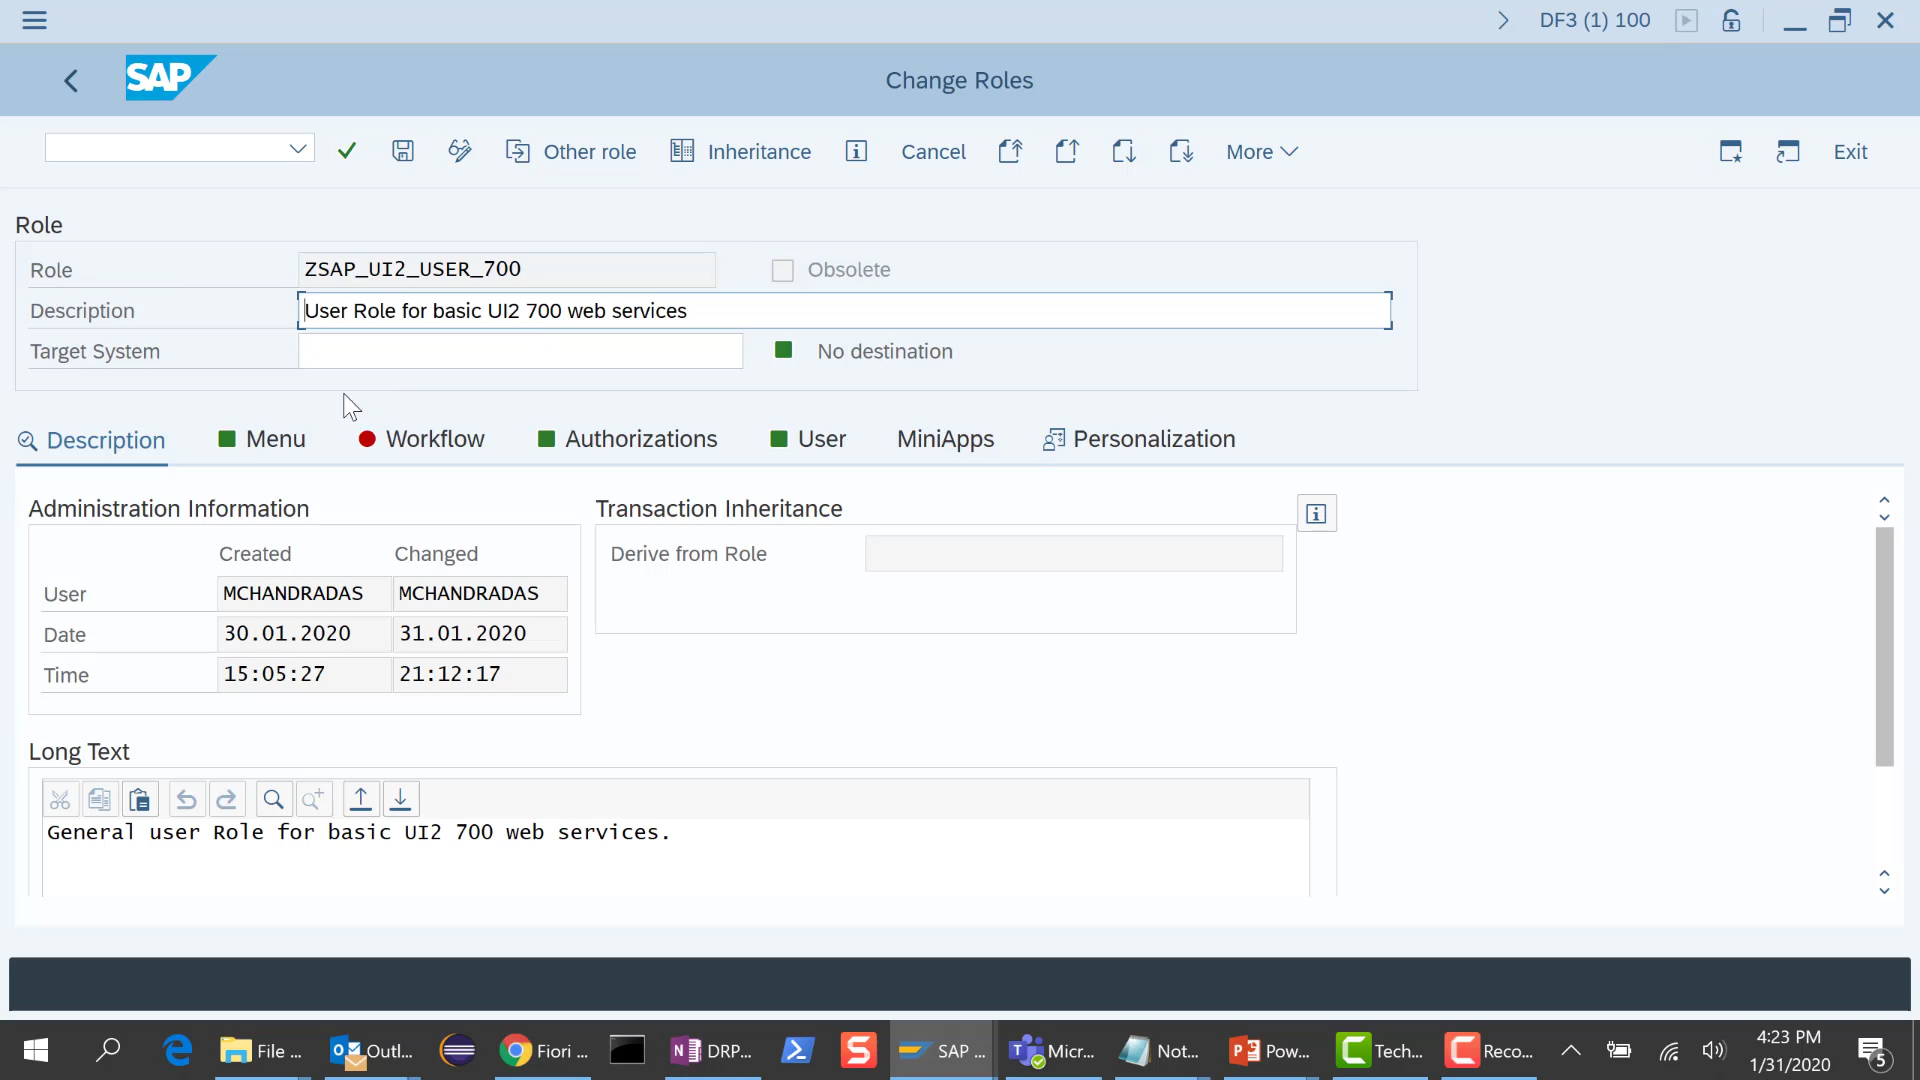 DF3 (1) 100
SAP
Change Roles
Other role
Inheritance
Cancel
More
Exit
Role
Role ZSAP_UI2_USER_700 Obsolete
Description User Role for basic UI2 700 web services
Target System No destination
Description Menu Workflow Authorizations User MiniApps Personalization
Administration Information
Transaction Inheritance
Created Changed
Derive from Role
User MCHANDRADAS MCHANDRADAS
Date 30.01.2020 31.01.2020
Time 15:05:27 21:12:17
Long Text
General user Role for basic UI2 700 web services.
File ...
Outl...
Fiori ...
DRP...
SAP ...
Micr...
Not...
Pow...
Tech...
Reco...
4:23 PM
1/31/2020
5